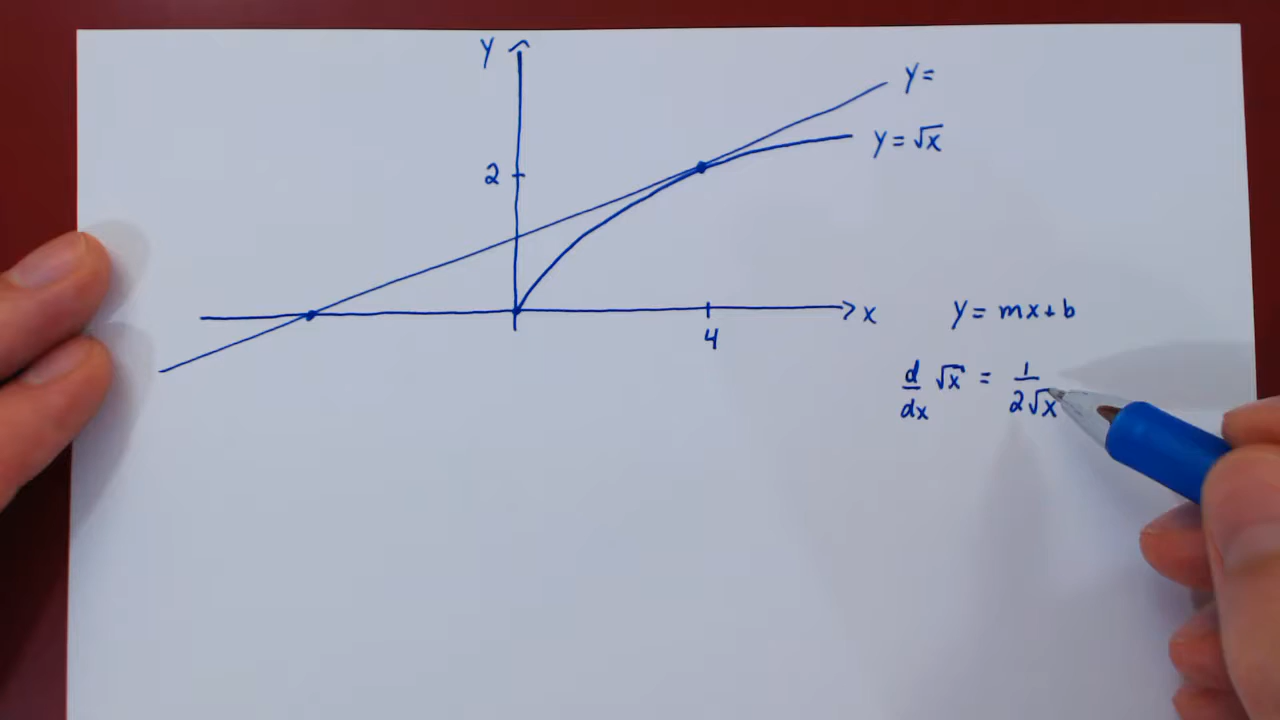 y
y =
y = √x
2
4
x
y = mx + b
d/dx √x = 1/(2√x)